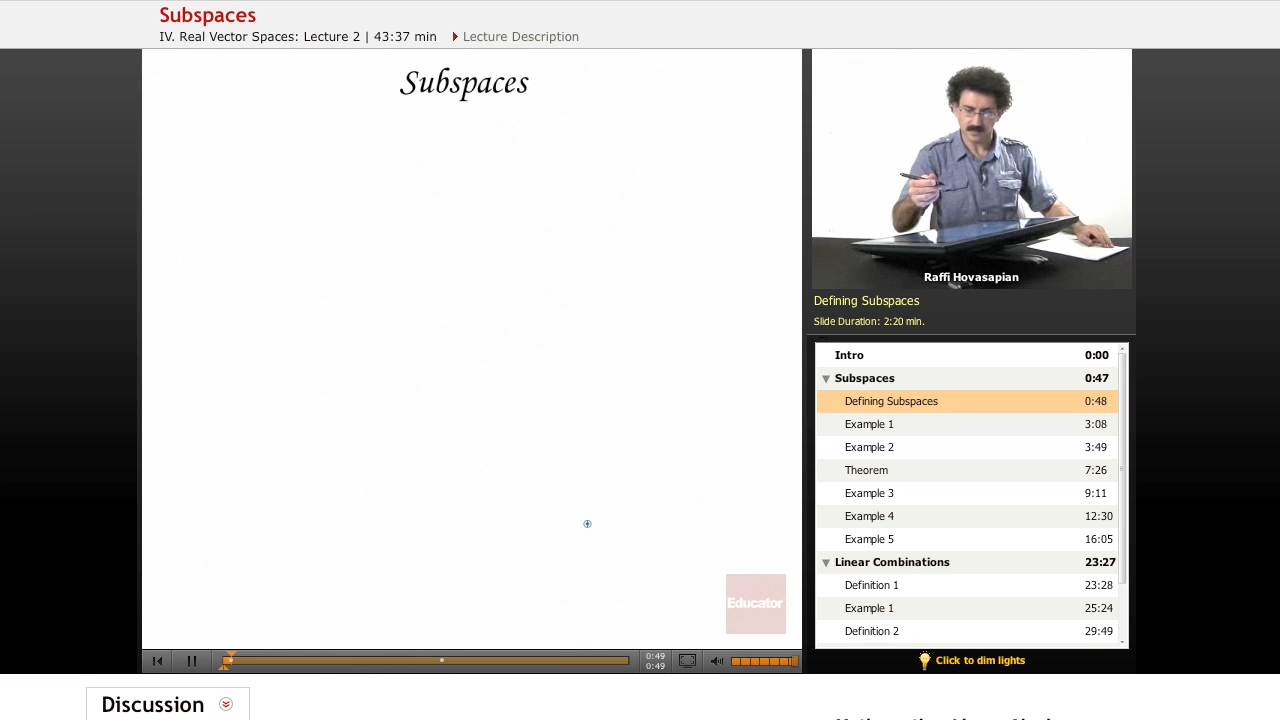 Subspaces
IV. Real Vector Spaces: Lecture 2 | 43:37 min Lecture Description
Subspaces
Educator
0:49
0:49
Raffi Hovasapian
Defining Subspaces
Slide Duration: 2:20 min.
Intro 0:00
Subspaces 0:47
Defining Subspaces 0:48
Example 1 3:08
Example 2 3:49
Theorem 7:26
Example 3 9:11
Example 4 12:30
Example 5 16:05
Linear Combinations 23:27
Definition 1 23:28
Example 1 25:24
Definition 2 29:49
Click to dim lights
Discussion